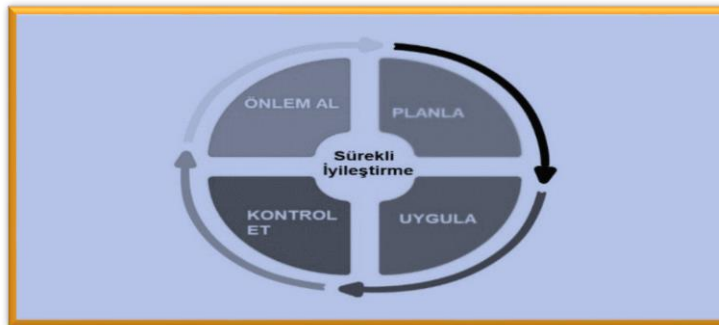 ÖNLEM AL
PLANLA
Sürekli
İyileştirme
KONTROL
ET
UYGULA